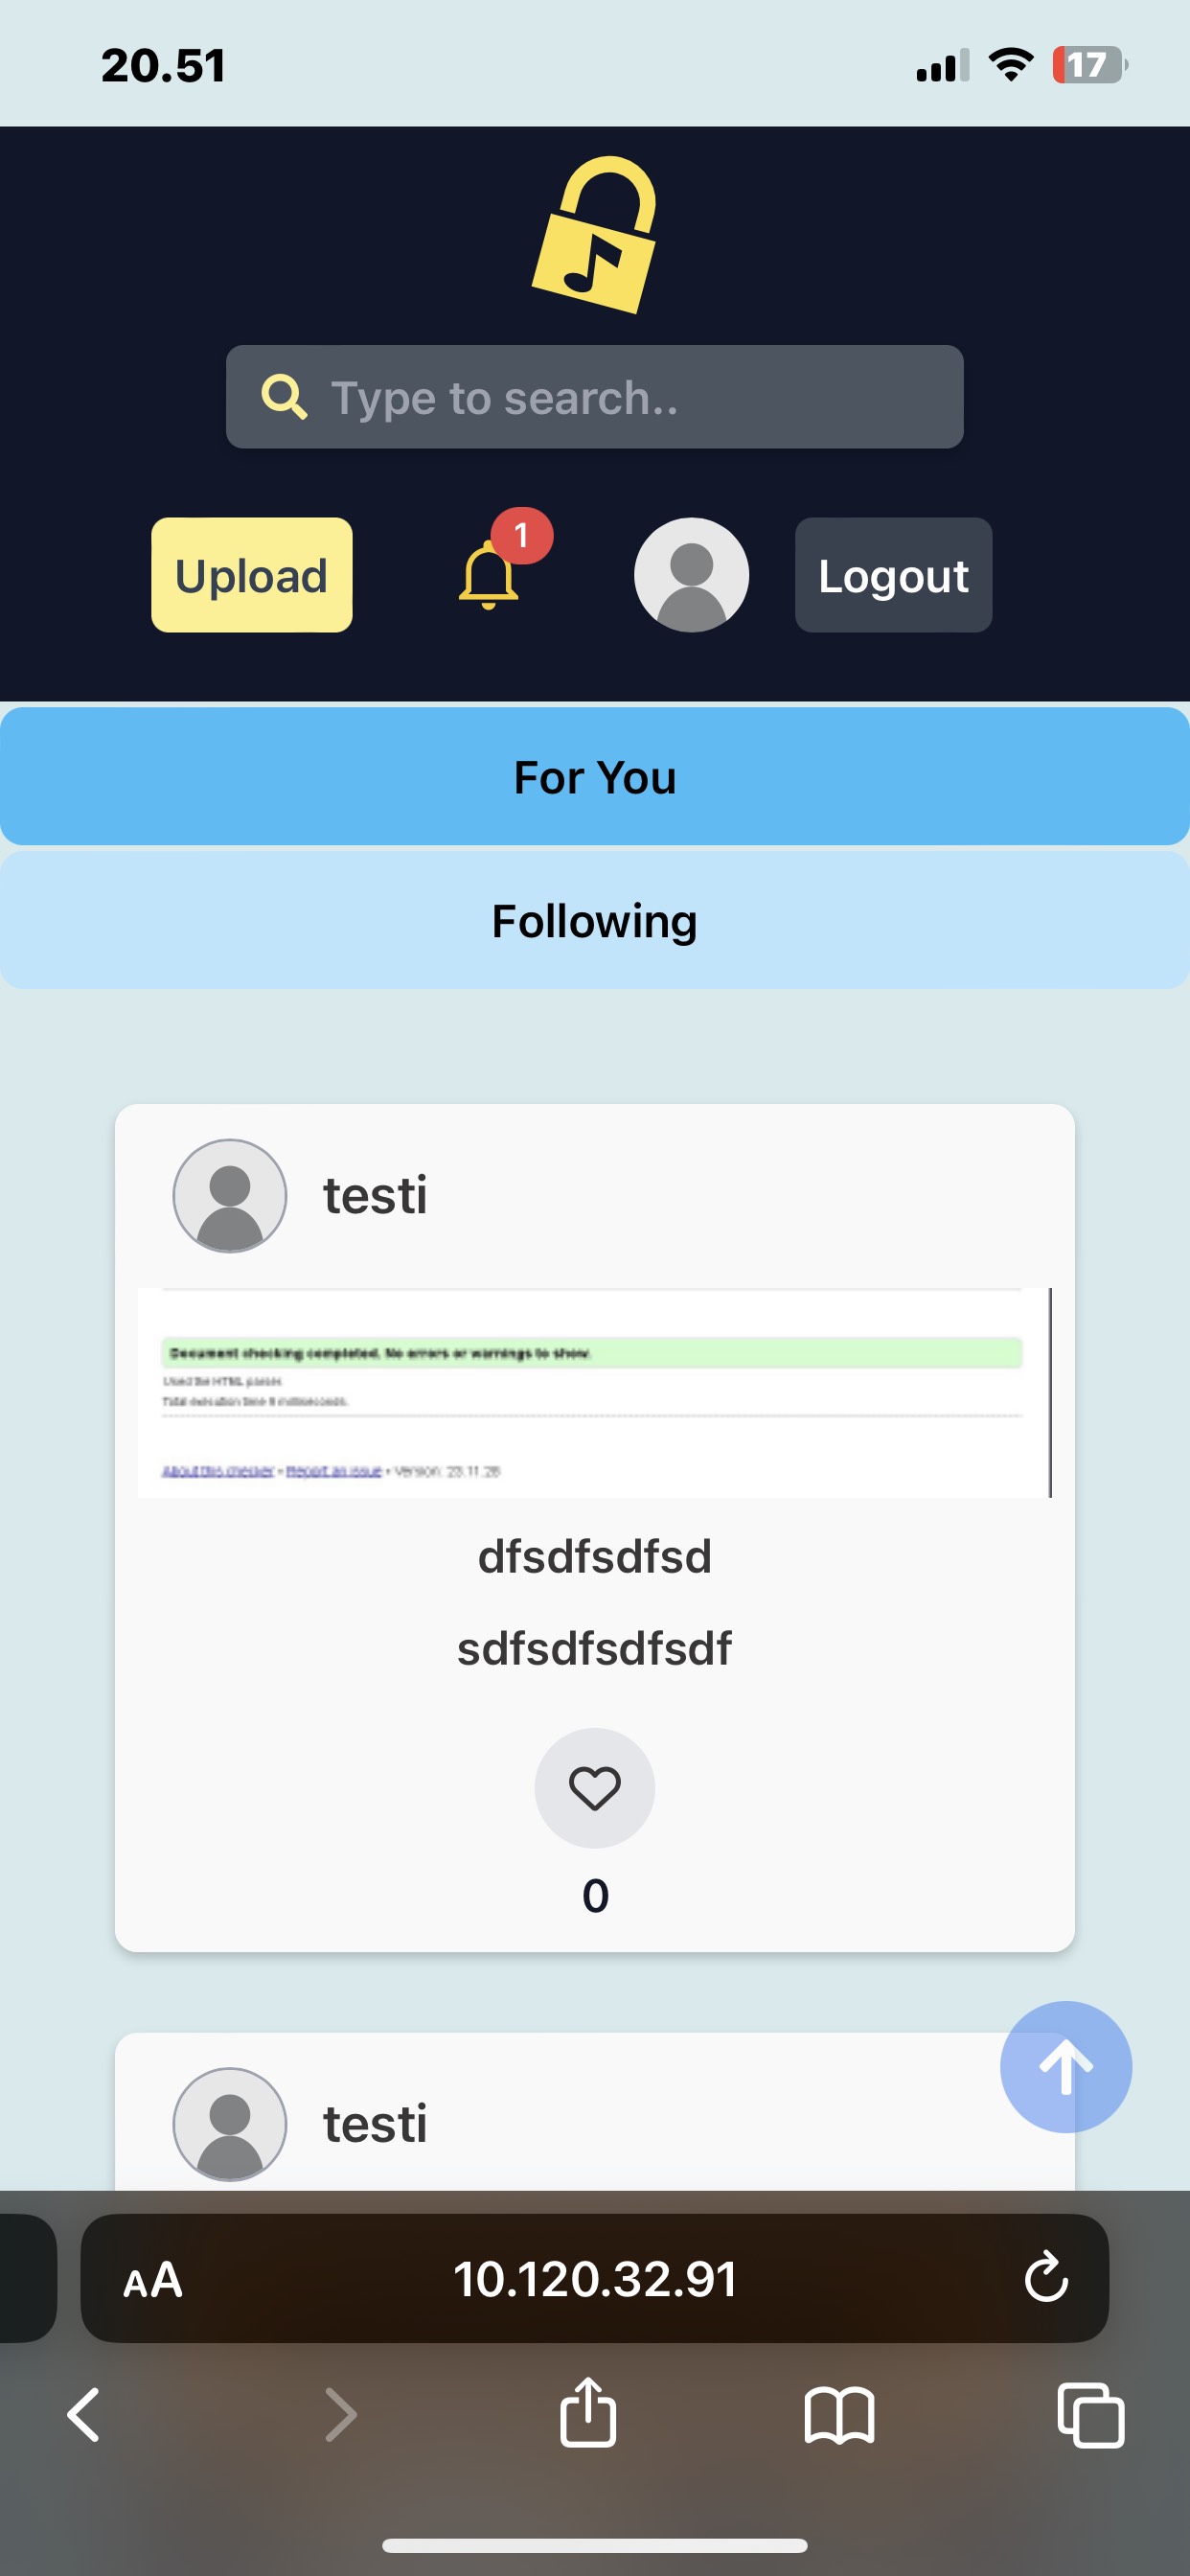 20.51
17
Type to search..
Upload
1
Logout
For You
Following
testi
Document checking completed. No errors or warnings to show.
Used the HTML parser.
Total execution time 9 milliseconds.
About this checker • Report an issue • Version: 23.11.28
dfsdfsdfsd
sdfsdfsdfsdf
0
testi
AA
10.120.32.91